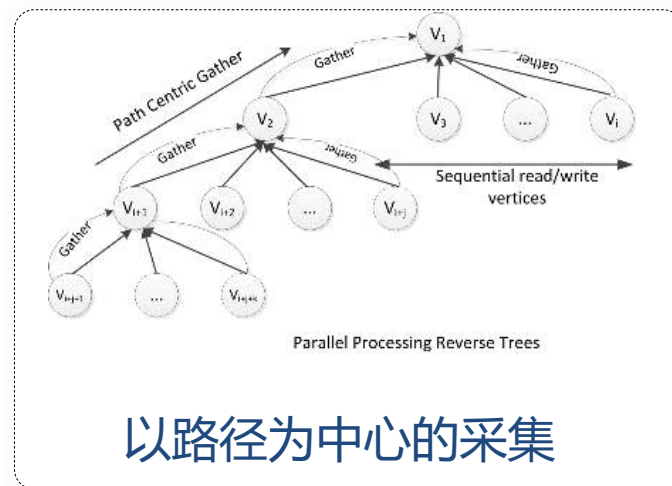 V1
Gather
Gather
Path Centric Gather
V2
V3
...
Vi
Gather
Gather
Sequential read/write
vertices
Vi+1
Vi+2
...
Vi+j
Gather
Vi+j+1
...
Vi+j+k
Parallel Processing Reverse Trees
以路径为中心的采集